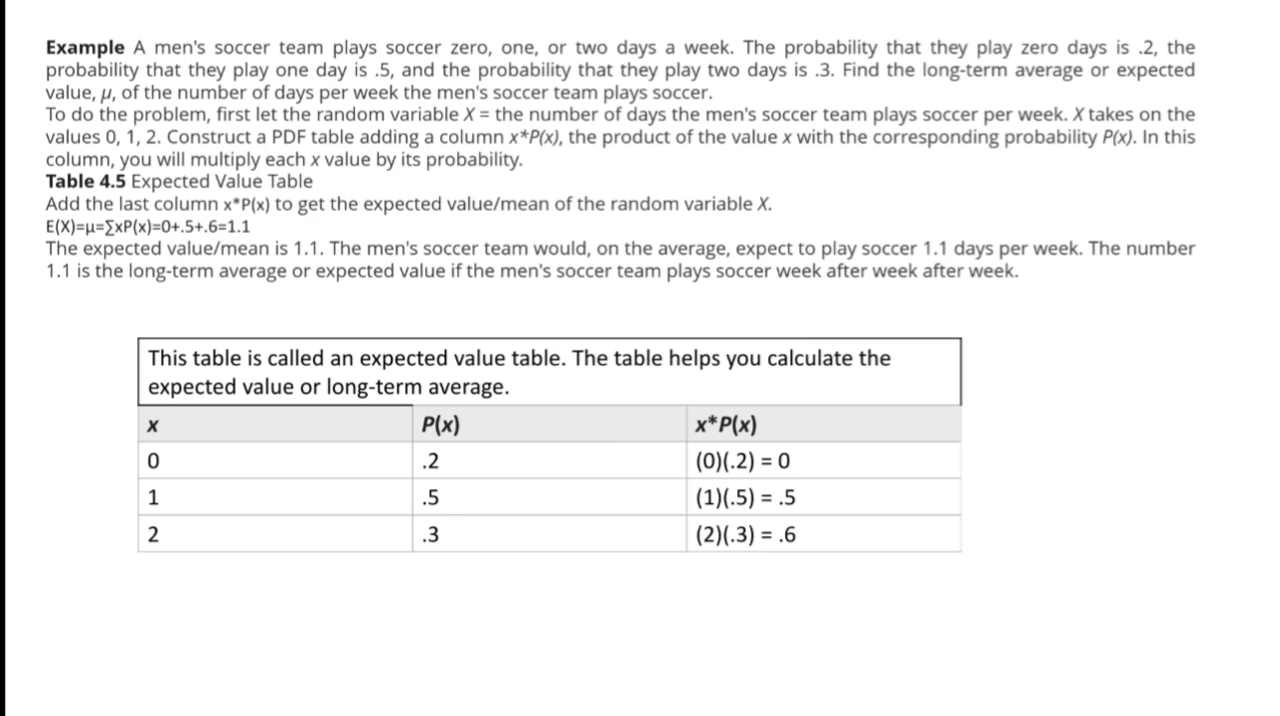 Example A men's soccer team plays soccer zero, one, or two days a week. The probability that they play zero days is .2, the
probability that they play one day is .5, and the probability that they play two days is .3. Find the long-term average or expected
value, μ, of the number of days per week the men's soccer team plays soccer.
To do the problem, first let the random variable X = the number of days the men's soccer team plays soccer per week. X takes on the
values 0, 1, 2. Construct a PDF table adding a column x*P(x), the product of the value x with the corresponding probability P(x). In this
column, you will multiply each x value by its probability.
Table 4.5 Expected Value Table
Add the last column x*P(x) to get the expected value/mean of the random variable X.
E(X)=μ=∑xP(x)=0+.5+.6=1.1
The expected value/mean is 1.1. The men's soccer team would, on the average, expect to play soccer 1.1 days per week. The number
1.1 is the long-term average or expected value if the men's soccer team plays soccer week after week after week.
This table is called an expected value table. The table helps you calculate the
expected value or long-term average.
x P(x) x*P(x)
0 .2 (0)(.2) = 0
1 .5 (1)(.5) = .5
2 .3 (2)(.3) = .6